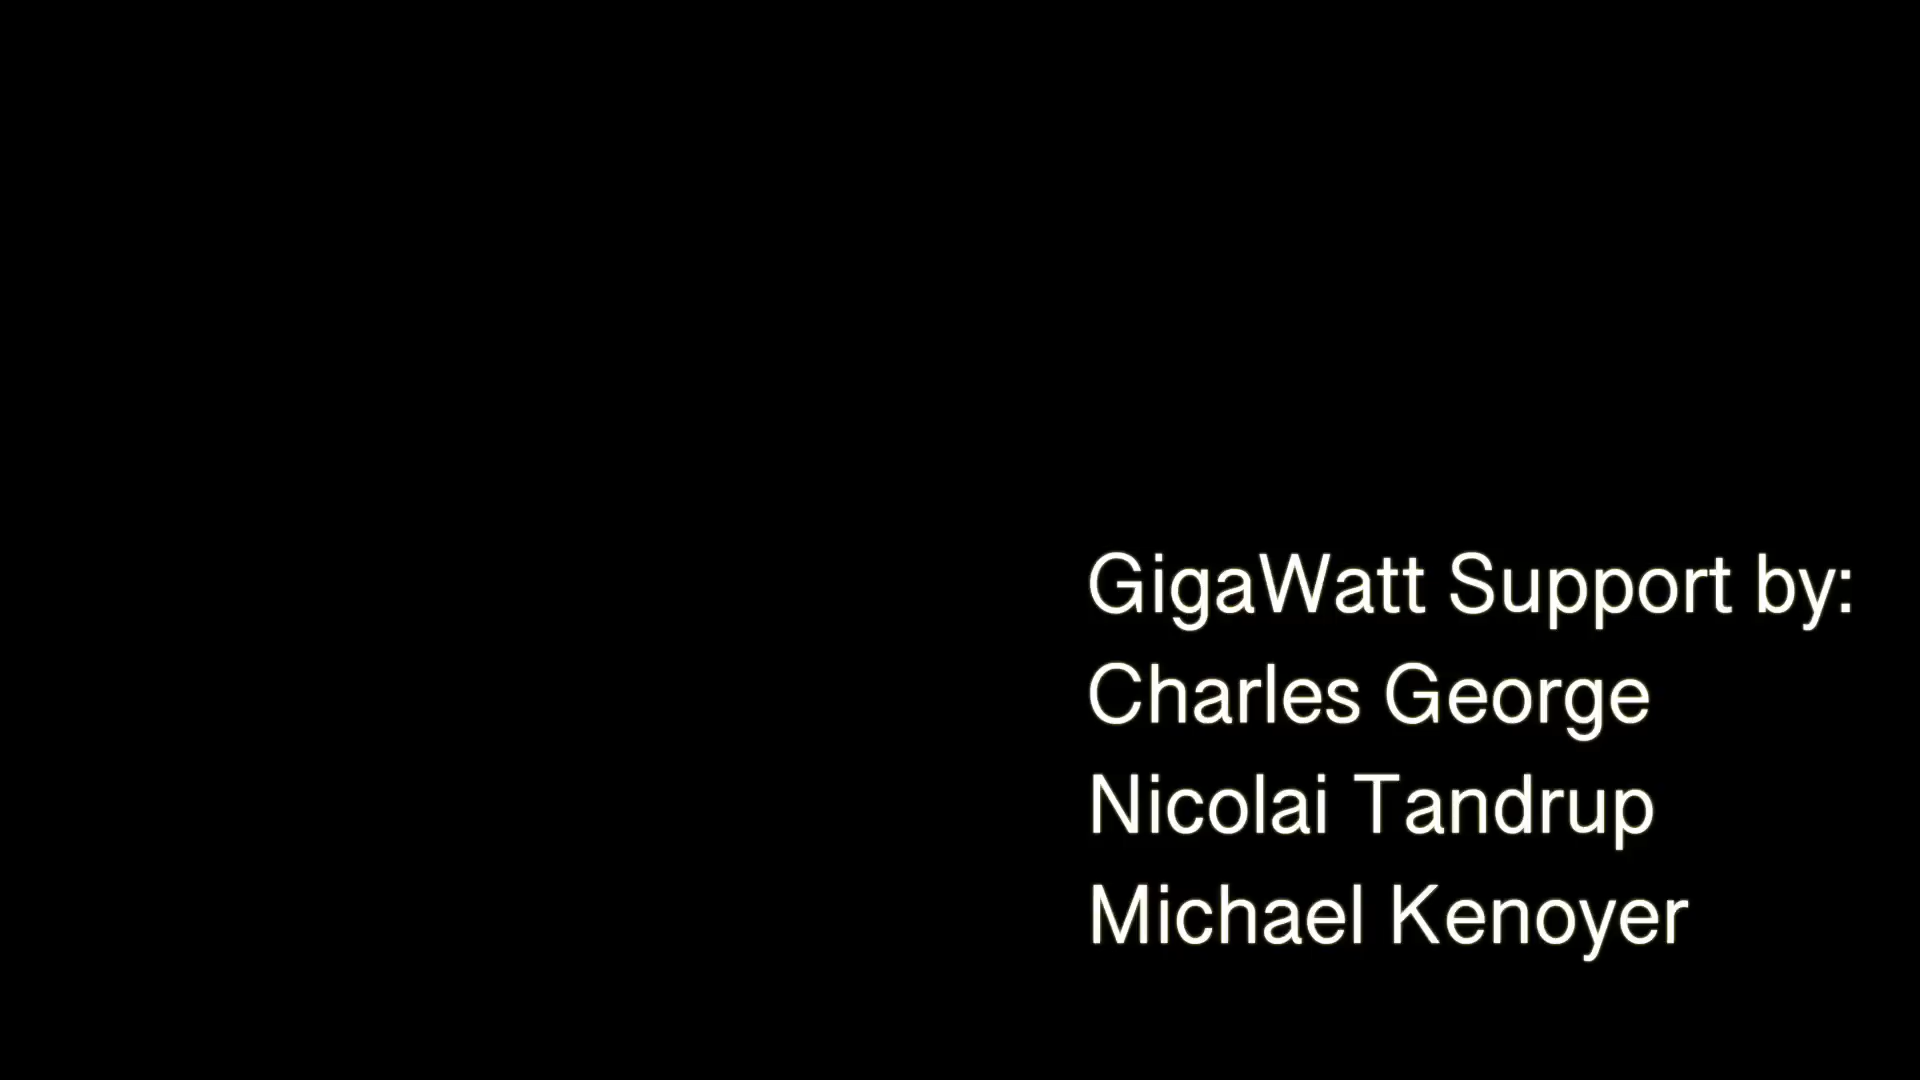 GigaWatt Support by:
Charles George
Nicolai Tandrup
Michael Kenoyer